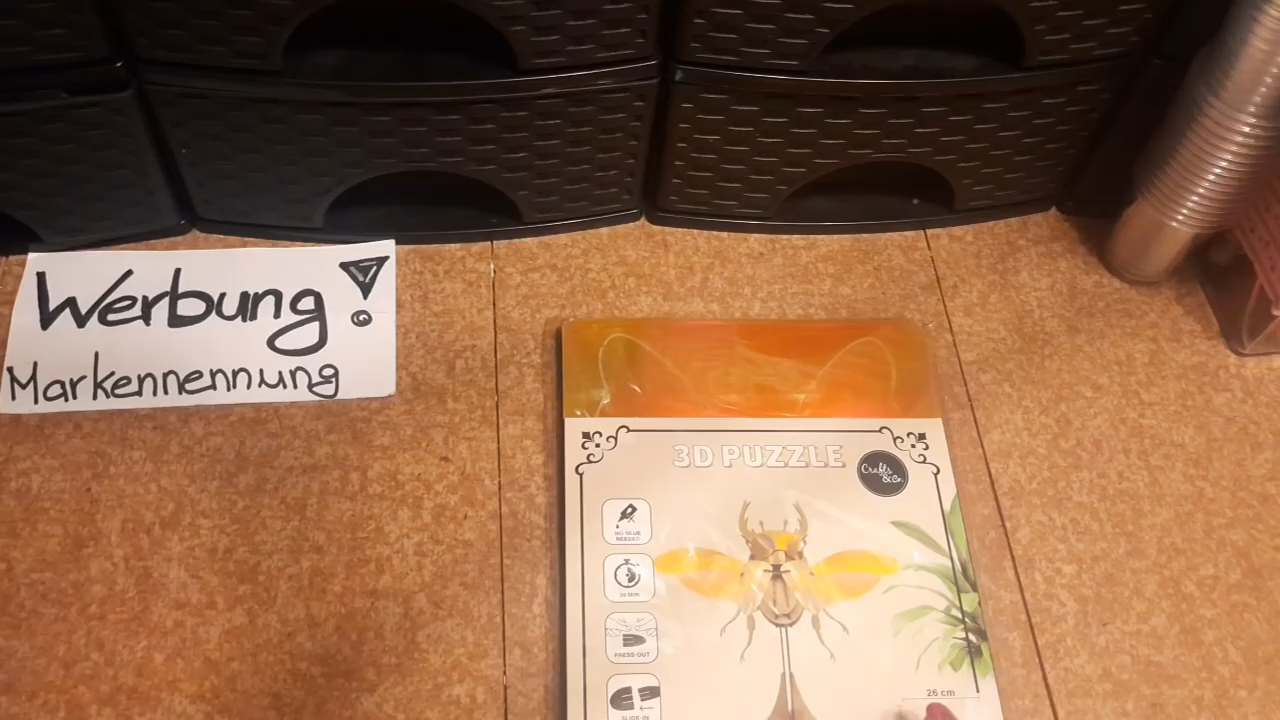 Werbung!
Markennennung
3D PUZZLE
Crafts
& Co.
NO GLUE
NEEDED
30 MIN
PRESS-OUT
SLIDE-IN
26 cm